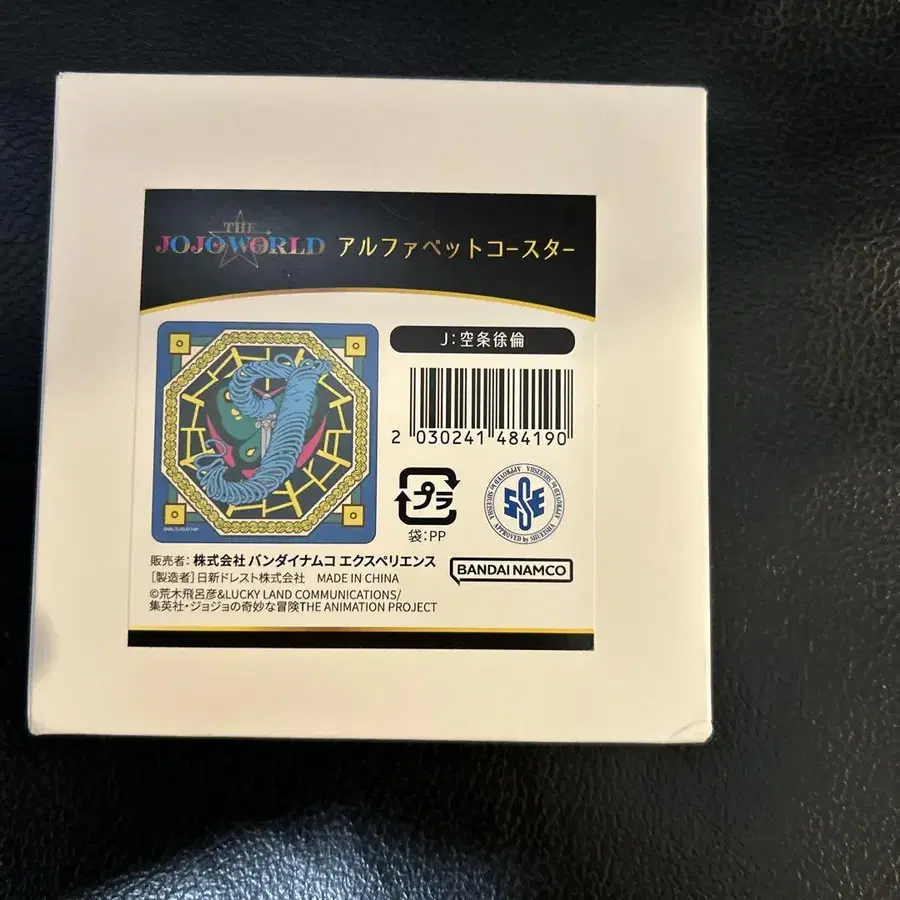 THE
JOJO WORLD アルファベットコースター
J:空条徐倫
2 030241 484190
プラ
袋:PP
APPROVED by SHUEISHA
販売者: 株式会社 バンダイナムコ エクスペリエンス
[製造者]日新ドレスト株式会社 MADE IN CHINA
BANDAI NAMCO
©荒木飛呂彦&LUCKY LAND COMMUNICATIONS/
集英社・ジョジョの奇妙な冒険THE ANIMATION PROJECT